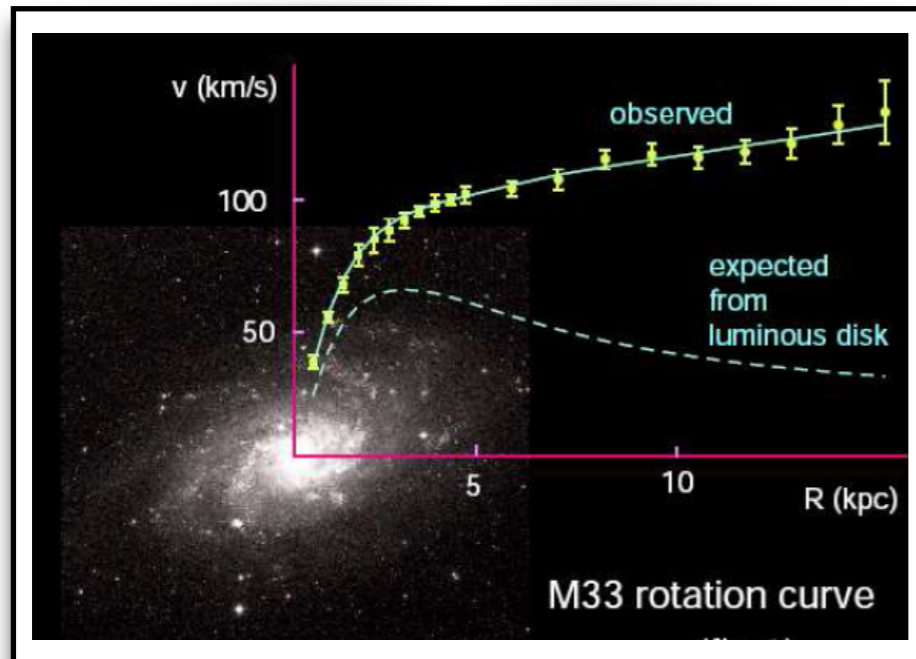 v (km/s)
observed
100
expected
from
luminous disk
50
5
10
R (kpc)
M33 rotation curve